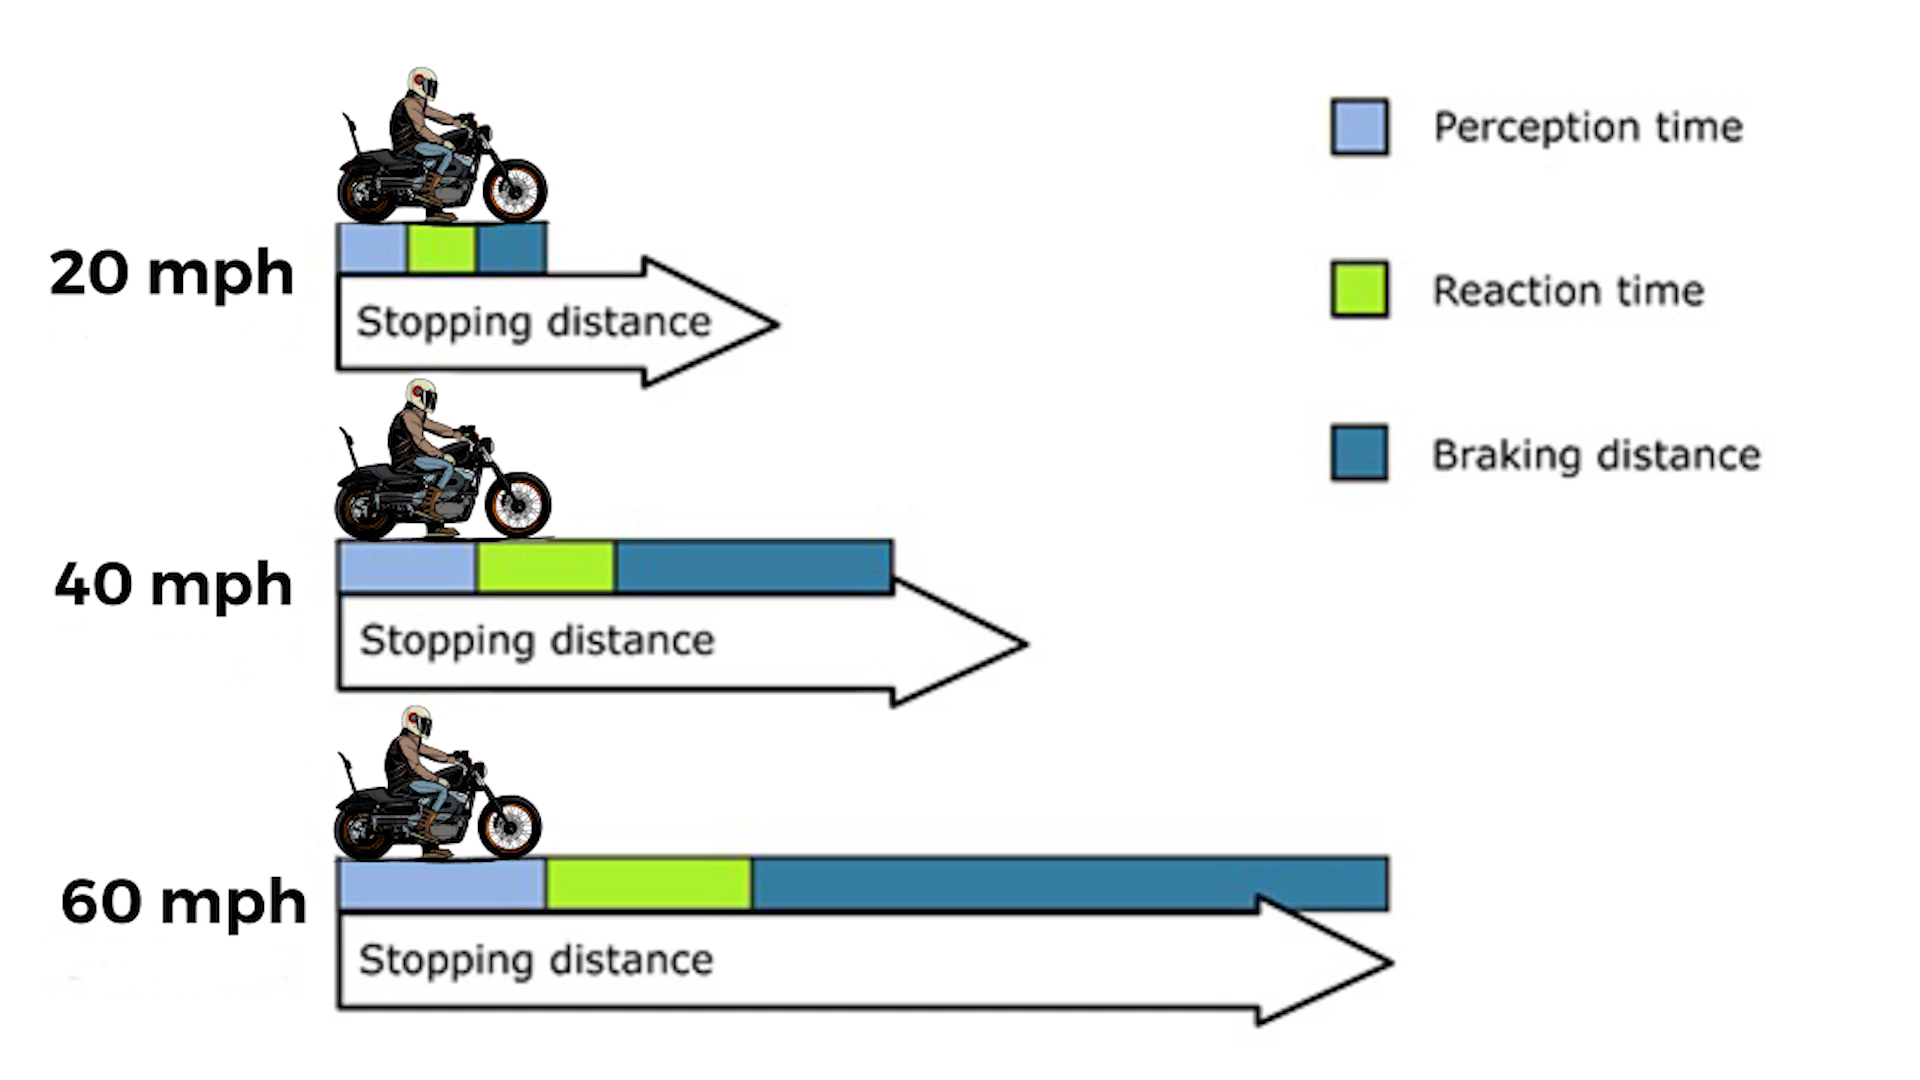 Perception time
20 mph
Reaction time
Stopping distance
Braking distance
40 mph
Stopping distance
60 mph
Stopping distance